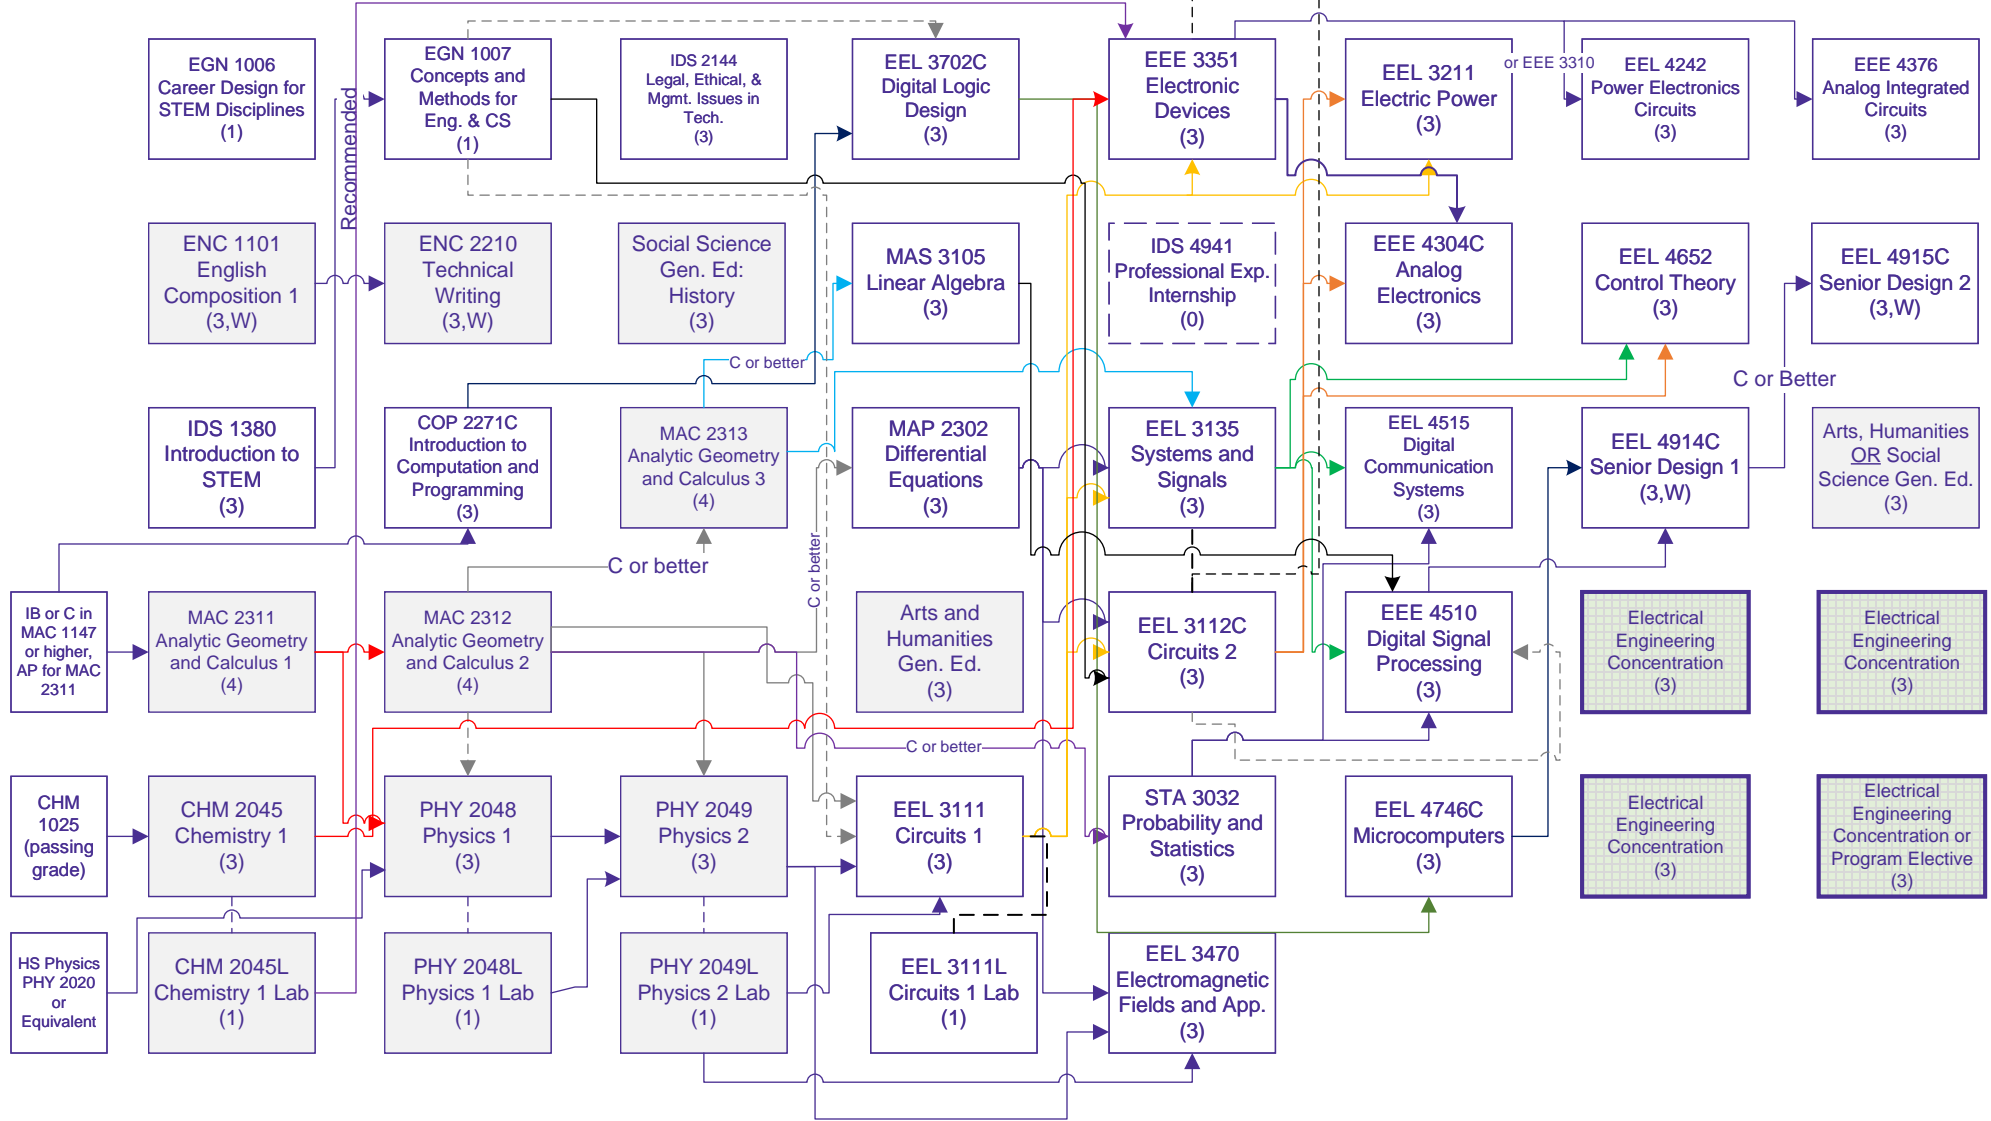 EGN 1006
Career Design for
STEM Disciplines
(1)
EGN 1007
Concepts and
Methods for
Eng. & CS
(1)
IDS 2144
Legal, Ethical, &
Mgmt. Issues in
Tech.
(3)
EEL 3702C
Digital Logic
Design
(3)
EEE 3351
Electronic
Devices
(3)
EEL 3211
Electric Power
(3)
or EEE 3310
EEL 4242
Power Electronics
Circuits
(3)
EEE 4376
Analog Integrated
Circuits
(3)
Recommended
ENC 1101
English
Composition 1
(3,W)
ENC 2210
Technical
Writing
(3,W)
Social Science
Gen. Ed:
History
(3)
MAS 3105
Linear Algebra
(3)
IDS 4941
Professional Exp.
Internship
(0)
EEE 4304C
Analog
Electronics
(3)
EEL 4652
Control Theory
(3)
EEL 4915C
Senior Design 2
(3,W)
C or better
C or Better
IDS 1380
Introduction to
STEM
(3)
COP 2271C
Introduction to
Computation and
Programming
(3)
MAC 2313
Analytic Geometry
and Calculus 3
(4)
MAP 2302
Differential
Equations
(3)
EEL 3135
Systems and
Signals
(3)
EEL 4515
Digital
Communication
Systems
(3)
EEL 4914C
Senior Design 1
(3,W)
Arts, Humanities
OR Social
Science Gen. Ed.
(3)
C or better
C or better
IB or C in
MAC 1147
or higher,
AP for MAC
2311
MAC 2311
Analytic Geometry
and Calculus 1
(4)
MAC 2312
Analytic Geometry
and Calculus 2
(4)
Arts and
Humanities
Gen. Ed.
(3)
EEL 3112C
Circuits 2
(3)
EEE 4510
Digital Signal
Processing
(3)
Electrical
Engineering
Concentration
(3)
Electrical
Engineering
Concentration
(3)
C or better
CHM
1025
(passing
grade)
CHM 2045
Chemistry 1
(3)
PHY 2048
Physics 1
(3)
PHY 2049
Physics 2
(3)
EEL 3111
Circuits 1
(3)
STA 3032
Probability and
Statistics
(3)
EEL 4746C
Microcomputers
(3)
Electrical
Engineering
Concentration
(3)
Electrical
Engineering
Concentration or
Program Elective
(3)
HS Physics
PHY 2020
or
Equivalent
CHM 2045L
Chemistry 1 Lab
(1)
PHY 2048L
Physics 1 Lab
(1)
PHY 2049L
Physics 2 Lab
(1)
EEL 3111L
Circuits 1 Lab
(1)
EEL 3470
Electromagnetic
Fields and App.
(3)